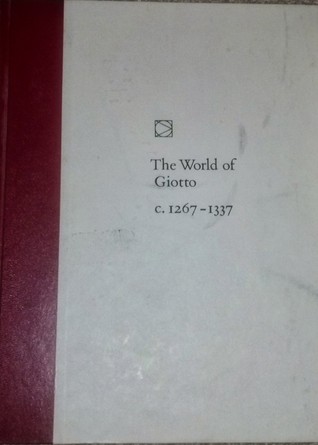 The World of
Giotto
c. 1267-1337